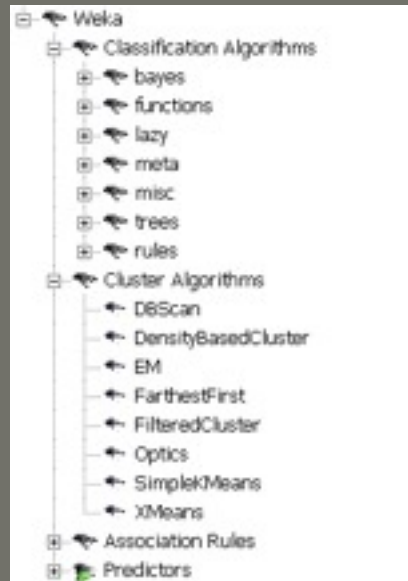 Weka
Classification Algorithms
bayes
functions
lazy
meta
misc
trees
rules
Cluster Algorithms
DBScan
DensityBasedCluster
EM
FarthestFirst
FilteredCluster
Optics
SimpleKMeans
XMeans
Association Rules
Predictors